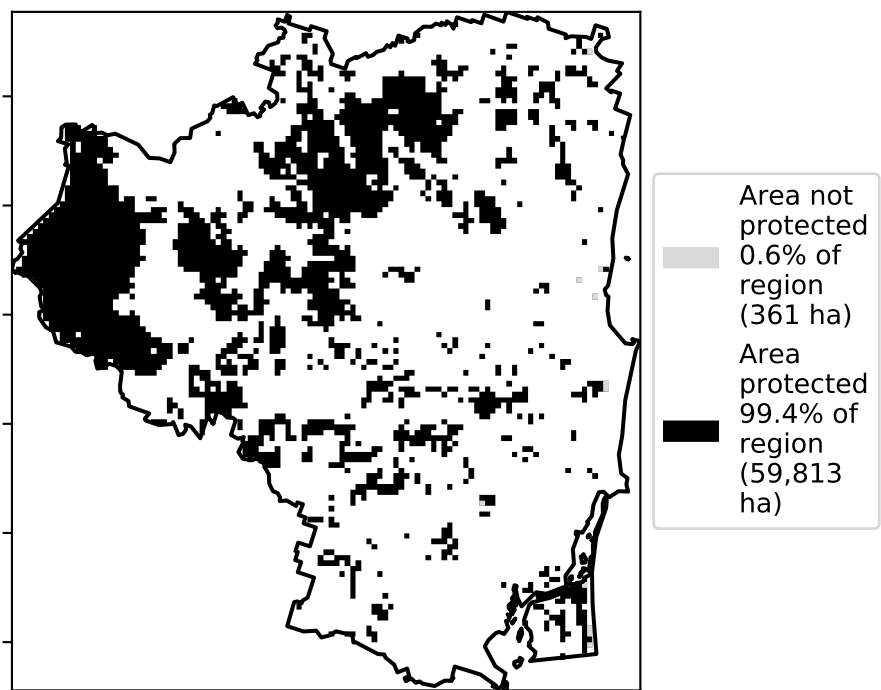 Area not
protected
0.6% of
region
(361 ha)
Area
protected
99.4% of
region
(59,813
ha)